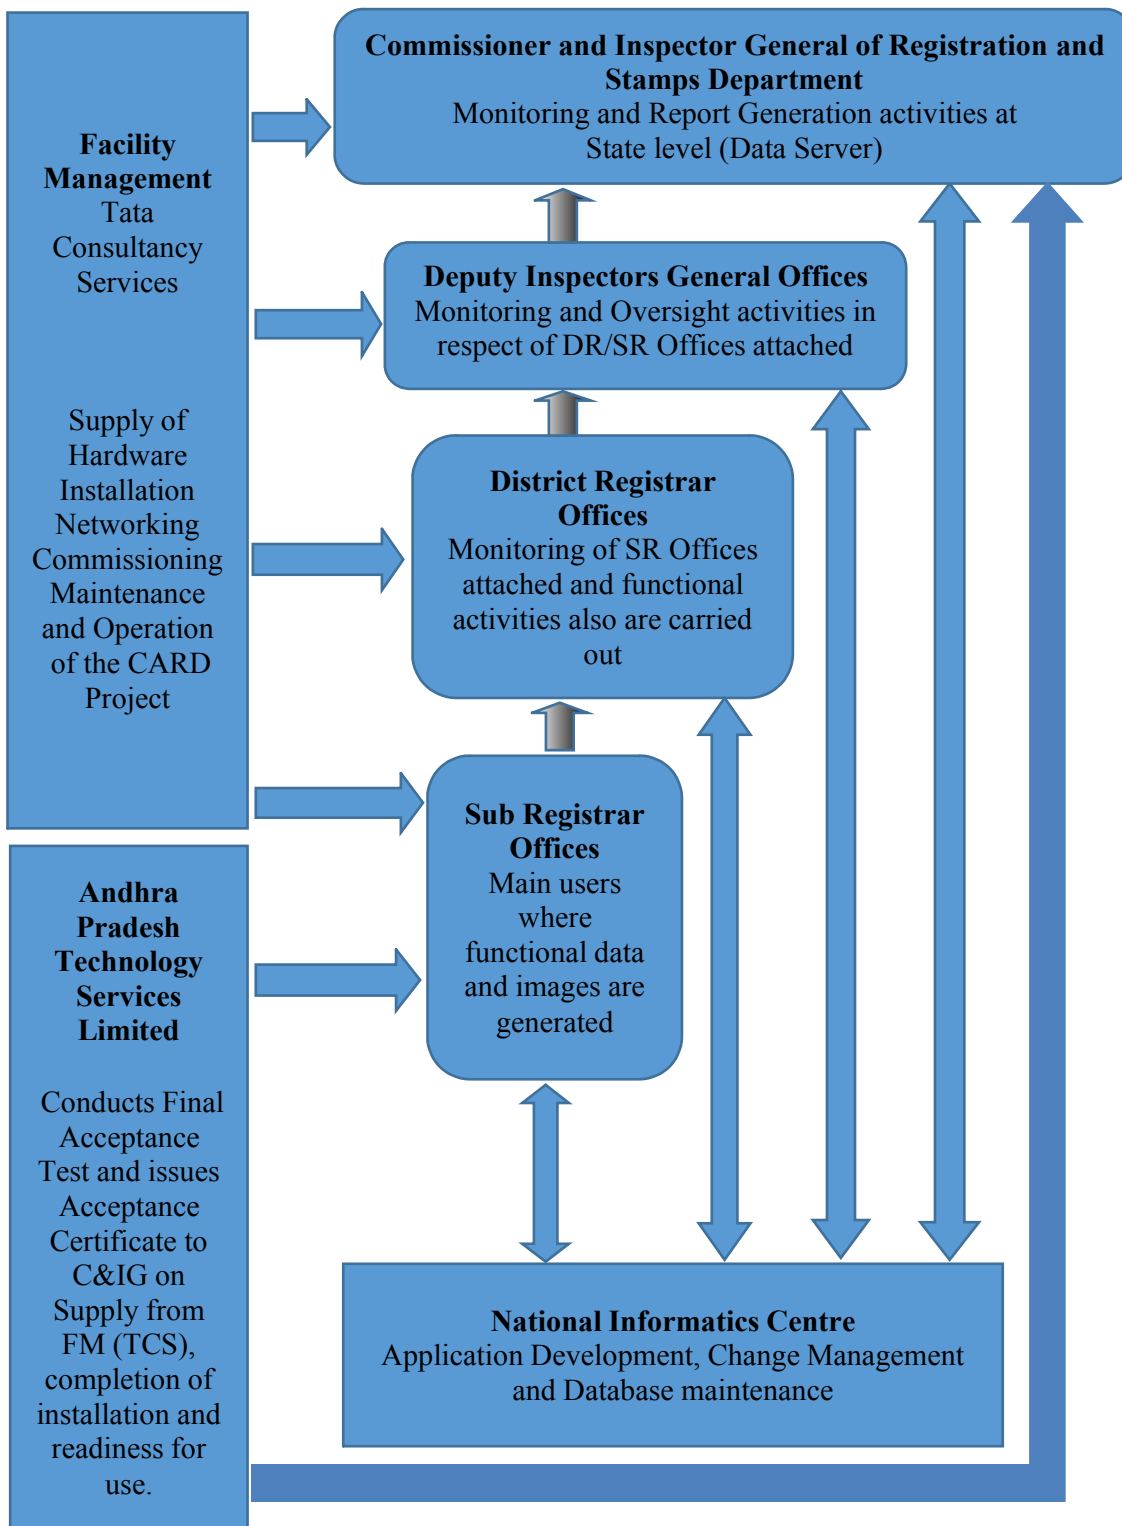 Commissioner and Inspector General of Registration and
Stamps Department
Monitoring and Report Generation activities at
State level (Data Server)
Facility
Management
Tata
Consultancy
Services
Supply of
Hardware
Installation
Networking
Commissioning
Maintenance
and Operation
of the CARD
Project
Deputy Inspectors General Offices
Monitoring and Oversight activities in
respect of DR/SR Offices attached
District Registrar
Offices
Monitoring of SR Offices
attached and functional
activities also are carried
out
Sub Registrar
Offices
Main users
where
functional data
and images are
generated
Andhra
Pradesh
Technology
Services
Limited
Conducts Final
Acceptance
Test and issues
Acceptance
Certificate to
C&IG on
Supply from
FM (TCS),
completion of
installation and
readiness for
use.
National Informatics Centre
Application Development, Change Management
and Database maintenance